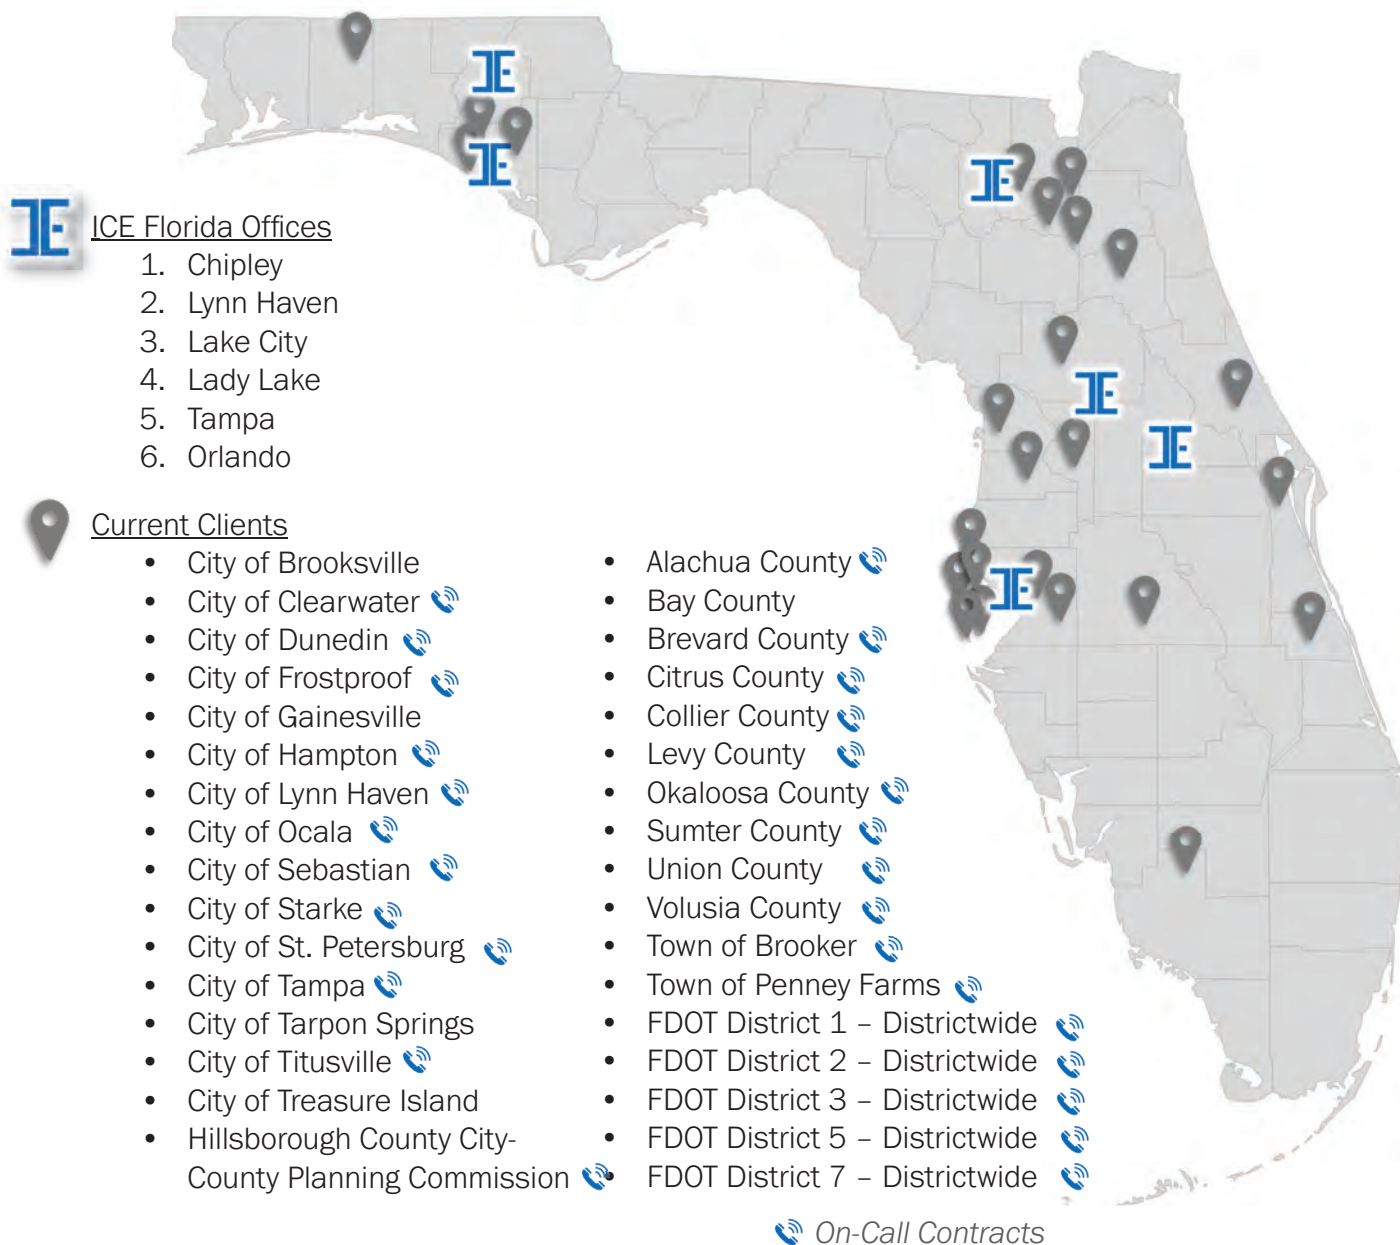 ICE Florida Offices
1. Chipley
2. Lynn Haven
3. Lake City
4. Lady Lake
5. Tampa
6. Orlando
Current Clients
• City of Brooksville
• City of Clearwater
• City of Dunedin
• City of Frostproof
• City of Gainesville
• City of Hampton
• City of Lynn Haven
• City of Ocala
• City of Sebastian
• City of Starke
• City of St. Petersburg
• City of Tampa
• City of Tarpon Springs
• City of Titusville
• City of Treasure Island
• Hillsborough County City-
County Planning Commission
• Alachua County
• Bay County
• Brevard County
• Citrus County
• Collier County
• Levy County
• Okaloosa County
• Sumter County
• Union County
• Volusia County
• Town of Brooker
• Town of Penney Farms
• FDOT District 1 – Districtwide
• FDOT District 2 – Districtwide
• FDOT District 3 – Districtwide
• FDOT District 5 – Districtwide
• FDOT District 7 – Districtwide
On-Call Contracts